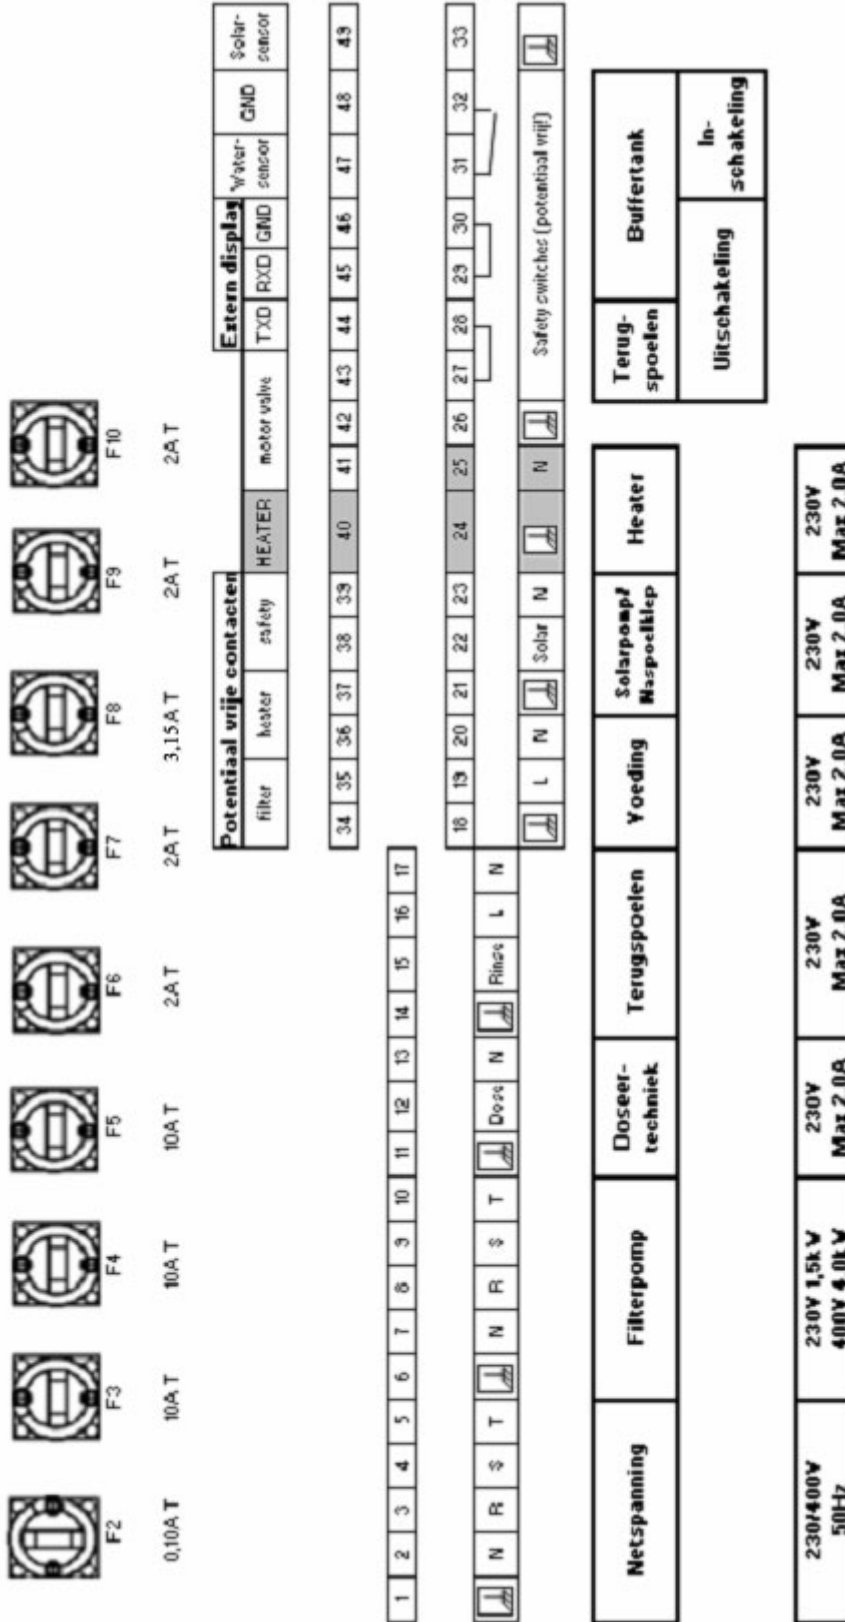 F2 F3 F4 F5 F6 F7 F8 F9 F10
0,10A T 10A T 10A T 10A T 2A T 2A T 3,15A T 2A T 2A T
Potentiaal vrije contacten Extern display Water- GND Solar-
filter heater safety HEATER motor valve TXD RXD GND sensor sensor
34 35 36 37 38 39 40 41 42 43 44 45 46 47 48 49
1 2 3 4 5 6 7 8 9 10 11 12 13 14 15 16 17
18 19 20 21 22 23 24 25 26 27 28 29 30 31 32 33
N R S T N R S T Dose N Rinse L N
L N Solar N N Safety switches (potentiaal vrij!)
Netspanning Filterpomp Doseer- Terugspoelen Voeding Solarpomp/ Heater Terug- Buffertank
techniek Naspoelklep spoelen
Uitschakeling In-
schakeling
230/400V 230V 1,5kW 230V 230V 230V 230V 230V
50Hz 400V 4.0kW Max 2.0A Max 2.0A Max 2.0A Max 2.0A Max 2.0A